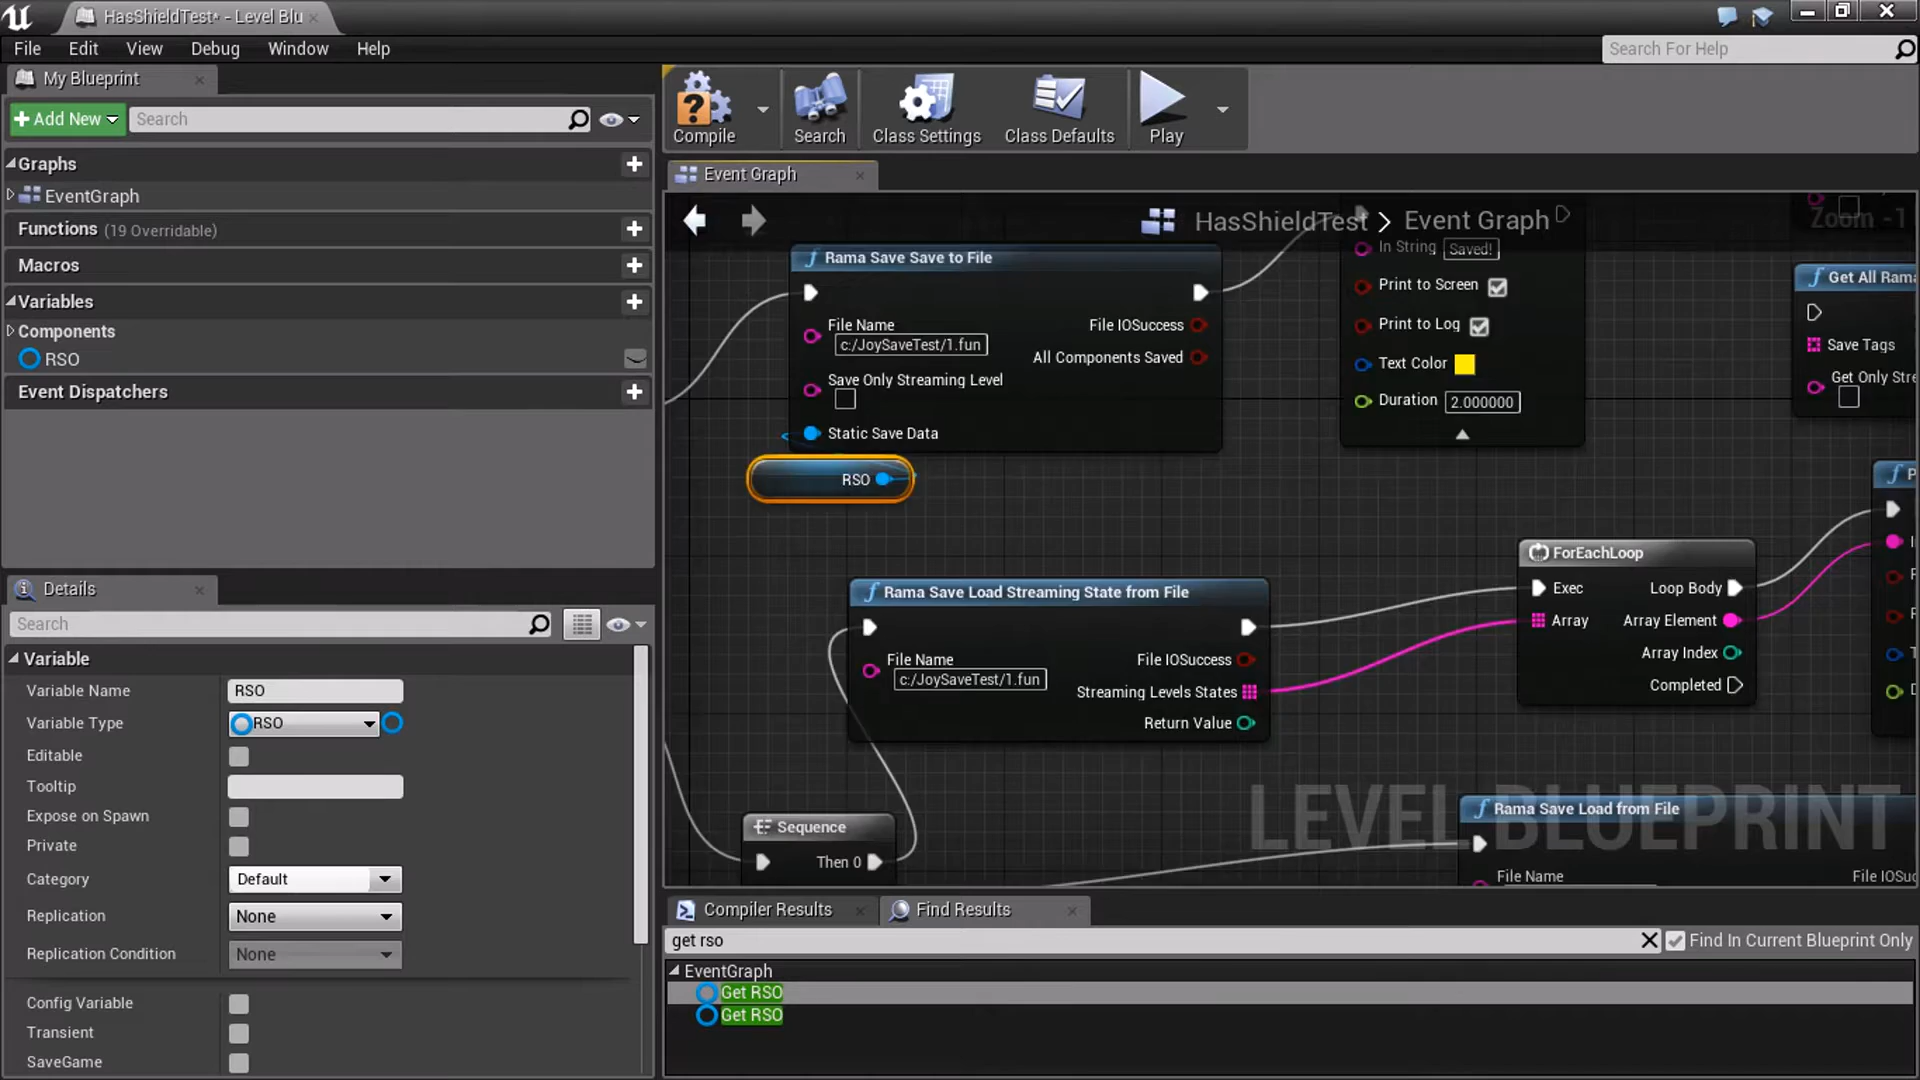 HasShieldTest* - Level Blu
File Edit View Debug Window Help
Search For Help
My Blueprint
Add New
Search
Graphs
EventGraph
Functions (19 Overridable)
Macros
Variables
Components
RSO
Event Dispatchers
Details
Search
Variable
Variable Name RSO
Variable Type RSO
Editable
Tooltip
Expose on Spawn
Private
Category Default
Replication None
Replication Condition None
Config Variable
Transient
SaveGame
Compile Search Class Settings Class Defaults Play
Event Graph
HasShieldTest > Event Graph
Zoom -1
Rama Save Save to File
File Name
c:/JoySaveTest/1.fun
File IOSuccess
All Components Saved
Save Only Streaming Level
Static Save Data
RSO
In String Saved!
Print to Screen
Print to Log
Text Color
Duration 2.000000
Get All Rama
Save Tags
Get Only Stre
Rama Save Load Streaming State from File
File Name
c:/JoySaveTest/1.fun
File IOSuccess
Streaming Levels States
Return Value
ForEachLoop
Exec Loop Body
Array Array Element
Array Index
Completed
Sequence
Then 0
LEVEL BLUEPRINT
Rama Save Load from File
File Name File IOSuc
Compiler Results Find Results
get rso
Find In Current Blueprint Only
EventGraph
Get RSO
Get RSO